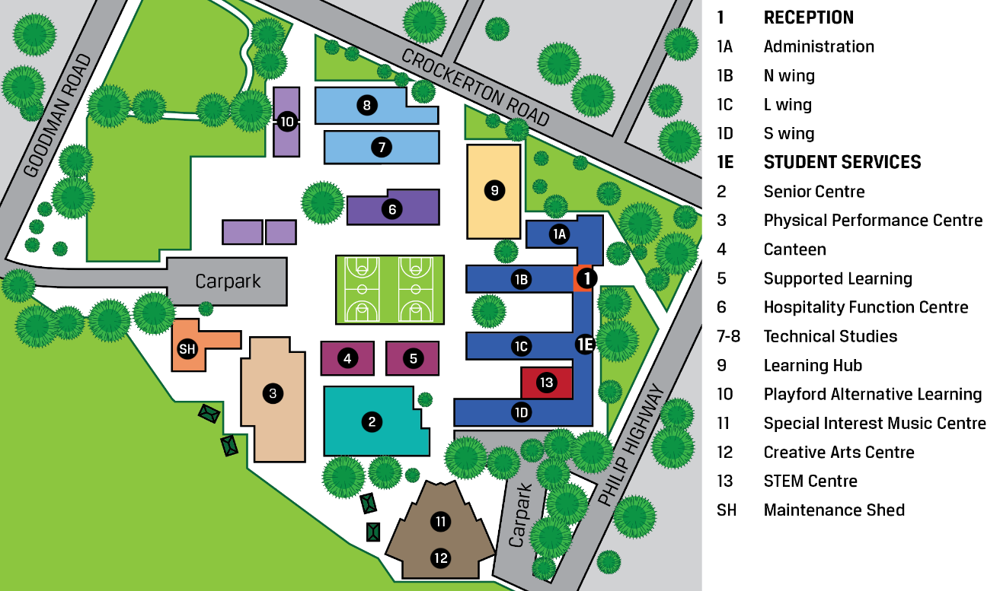 GOODMAN ROAD
CROCKERTON ROAD
PHILIP HIGHWAY
10
8
7
9
6
1A
Carpark
1B
1
SH
4
5
1C
1E
3
13
2
1D
Carpark
11
12
1 RECEPTION
1A Administration
1B N wing
1C L wing
1D S wing
1E STUDENT SERVICES
2 Senior Centre
3 Physical Performance Centre
4 Canteen
5 Supported Learning
6 Hospitality Function Centre
7-8 Technical Studies
9 Learning Hub
10 Playford Alternative Learning
11 Special Interest Music Centre
12 Creative Arts Centre
13 STEM Centre
SH Maintenance Shed